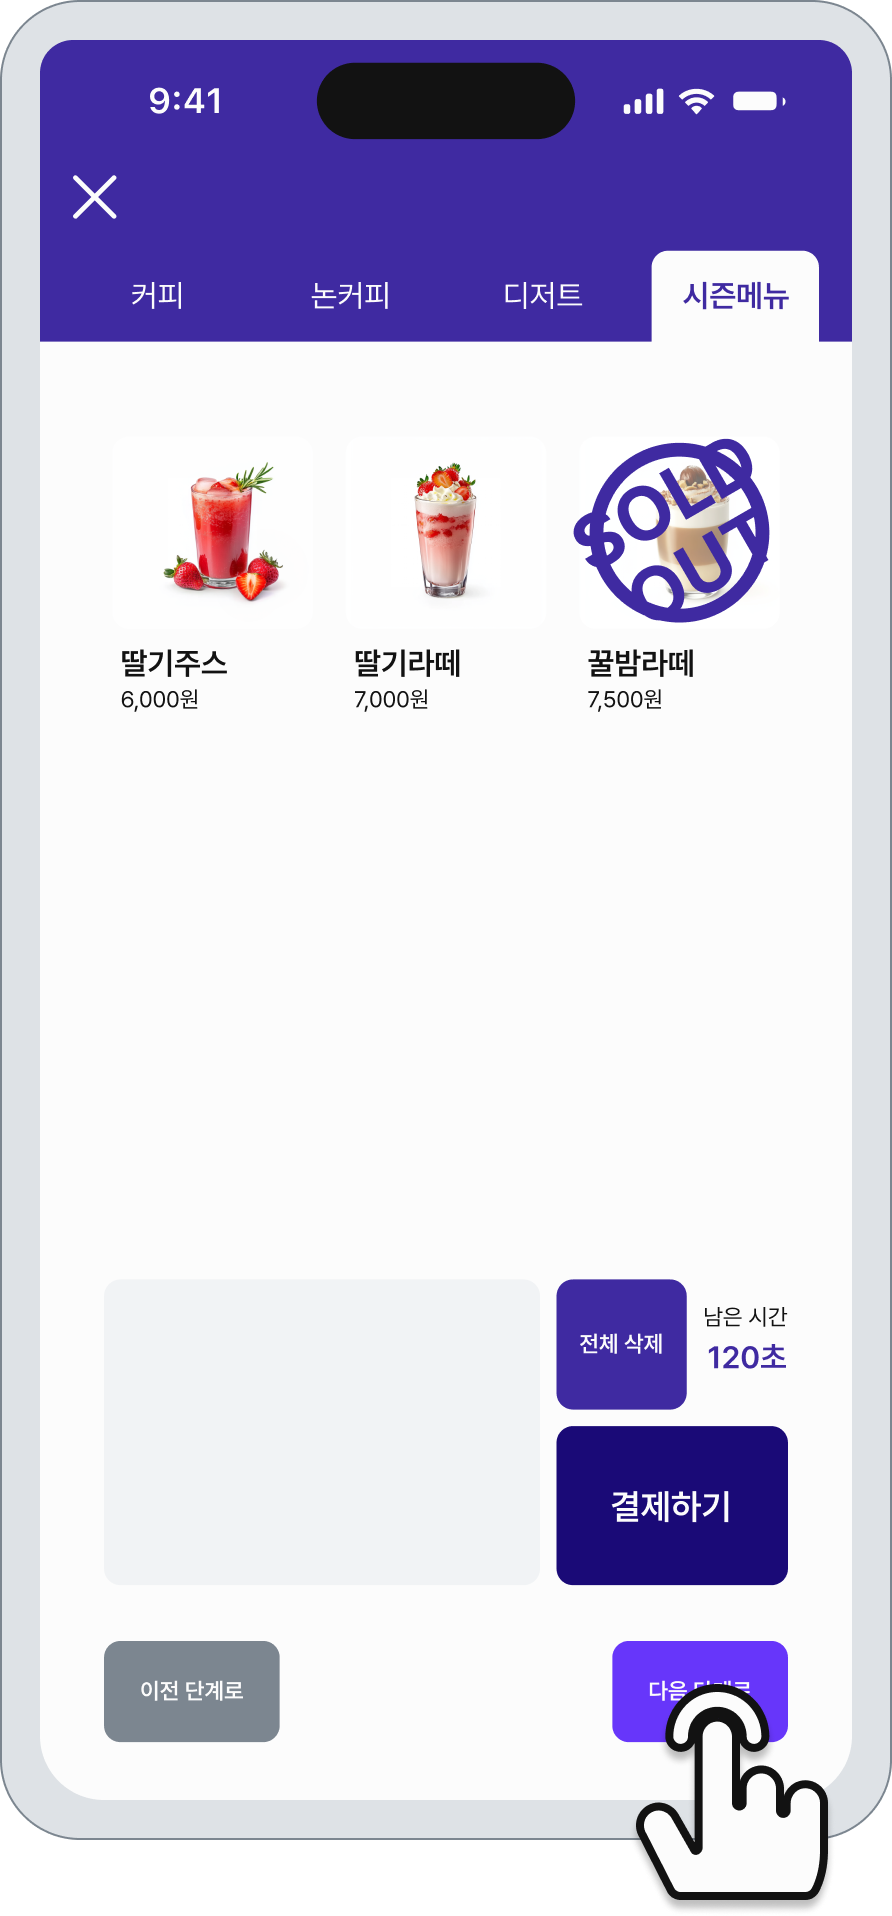 9:41
커피
논커피
디저트
시즌메뉴
SOLD
OUT
딸기주스
딸기라떼
꿀밤라떼
6,000원
7,000원
7,500원
전체 삭제
남은 시간
120초
결제하기
이전 단계로
다음